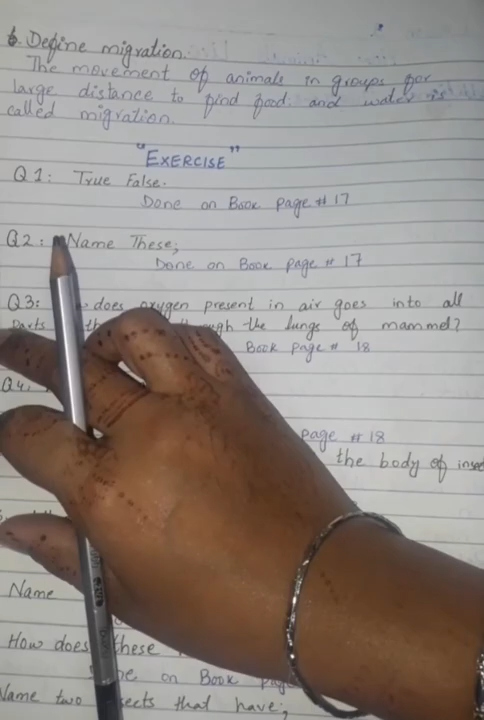 6. Define migration.
The movement of animals in groups for
large distance to find food and water is
called migration.
"EXERCISE"
Q1: True False.
Done on Book page # 17
Q2: Name These;
Done on Book page # 17
Q3: does oxygen present in air goes into all
parts the lungs of mammel?
Book page # 18
Q4:
page # 18
the body of
Name
How does these
on Book
Name two that have;